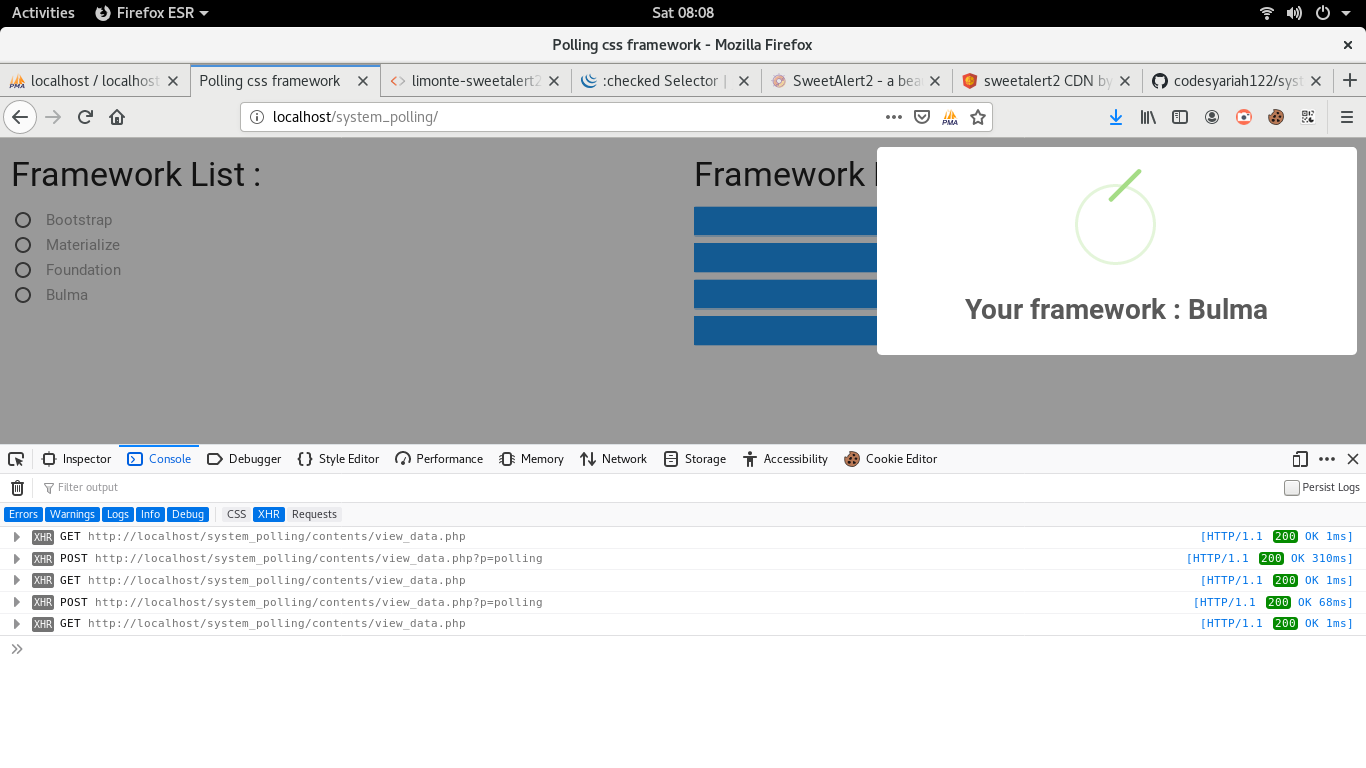 Activities Firefox ESR Sat 08:08
Polling css framework - Mozilla Firefox
PMA localhost / localhost Polling css framework limonte-sweetalert2 :checked Selector | SweetAlert2 - a bea sweetalert2 CDN by codesyariah122/syst
localhost/system_polling/ PMA
Framework List :
Bootstrap
Materialize
Foundation
Bulma
Framework
Your framework : Bulma
Inspector Console Debugger Style Editor Performance Memory Network Storage Accessibility Cookie Editor
Filter output Persist Logs
Errors Warnings Logs Info Debug CSS XHR Requests
XHR GET http://localhost/system_polling/contents/view_data.php [HTTP/1.1 200 OK 1ms]
XHR POST http://localhost/system_polling/contents/view_data.php?p=polling [HTTP/1.1 200 OK 310ms]
XHR GET http://localhost/system_polling/contents/view_data.php [HTTP/1.1 200 OK 1ms]
XHR POST http://localhost/system_polling/contents/view_data.php?p=polling [HTTP/1.1 200 OK 68ms]
XHR GET http://localhost/system_polling/contents/view_data.php [HTTP/1.1 200 OK 1ms]